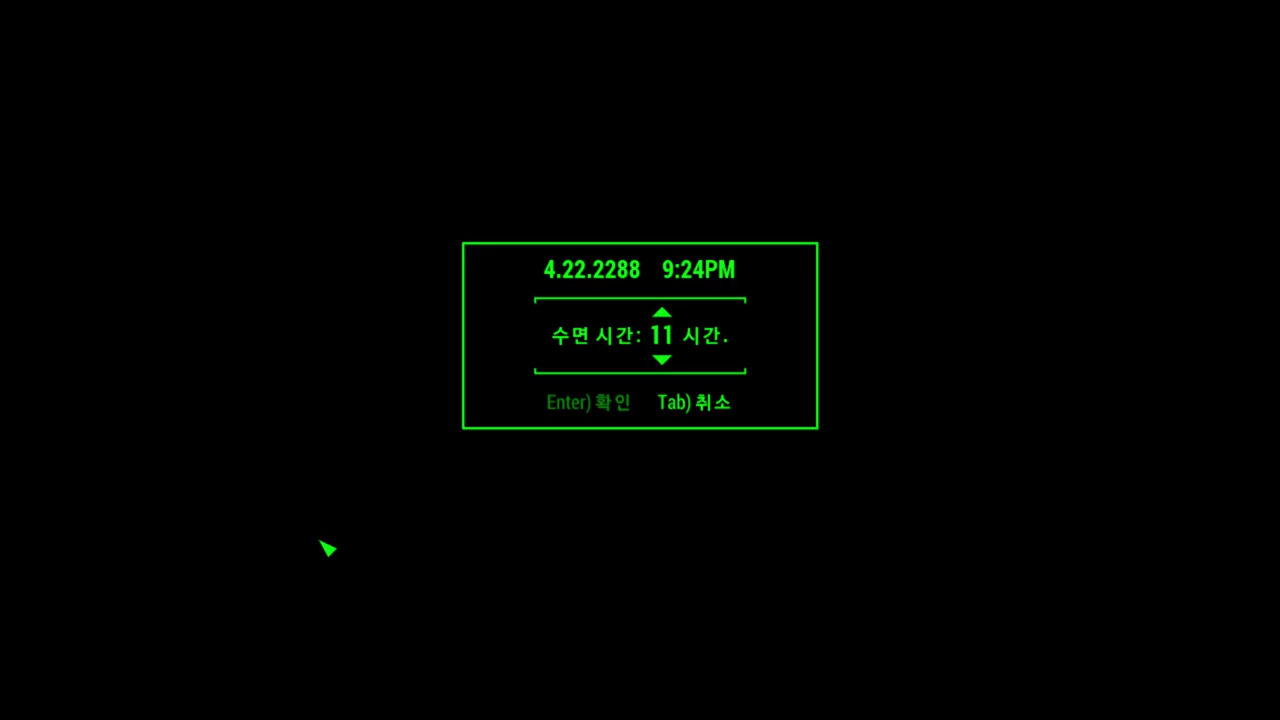 4.22.2288 9:24PM
수면 시간: 11 시간.
Enter) 확인 Tab) 취소